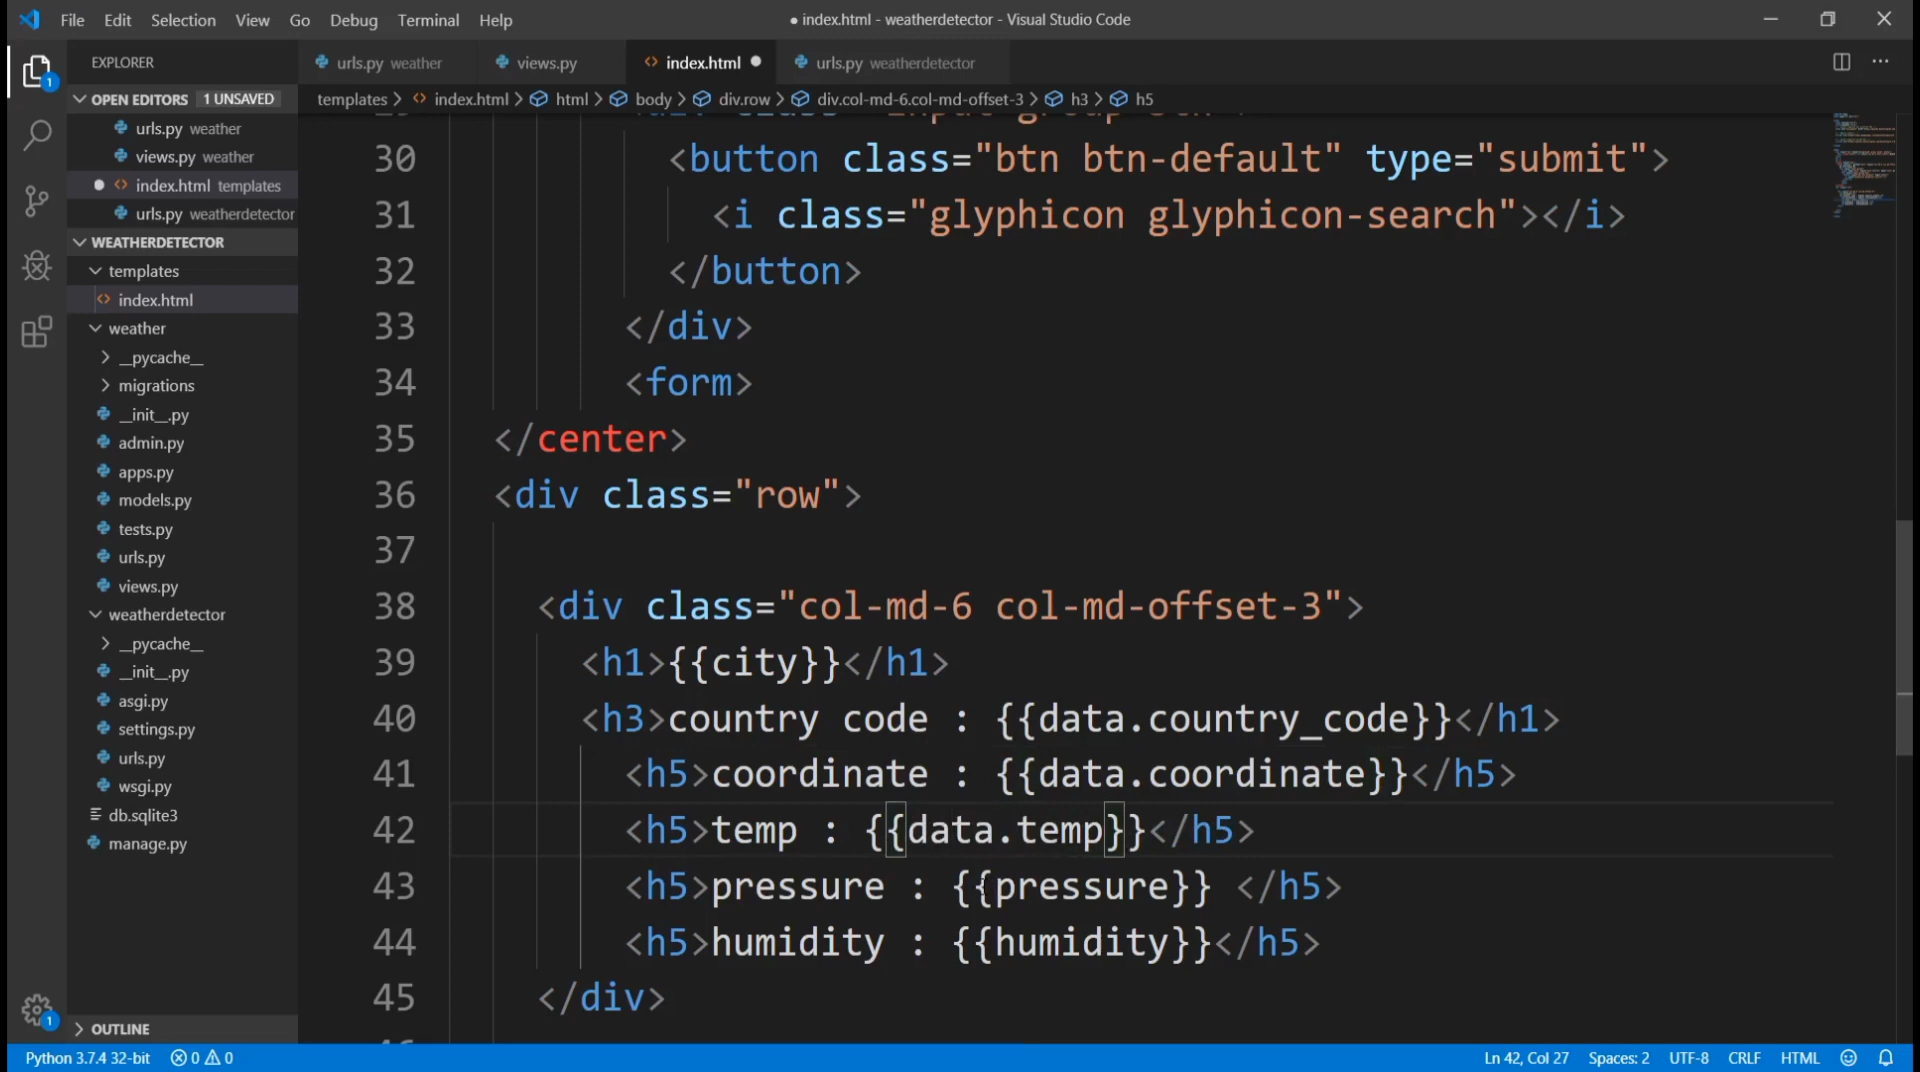 File Edit Selection View Go Debug Terminal Help
● index.html - weatherdetector - Visual Studio Code
EXPLORER
urls.py weather
views.py
index.html
urls.py weatherdetector
OPEN EDITORS 1 UNSAVED
templates > index.html > html > body > div.row > div.col-md-6.col-md-offset-3 > h3 > h5
urls.py weather
views.py weather
index.html templates
urls.py weatherdetector
WEATHERDETECTOR
templates
index.html
weather
__pycache__
migrations
__init__.py
admin.py
apps.py
models.py
tests.py
urls.py
views.py
weatherdetector
__pycache__
__init__.py
asgi.py
settings.py
urls.py
wsgi.py
db.sqlite3
manage.py
OUTLINE
30 <button class="btn btn-default" type="submit">
31 <i class="glyphicon glyphicon-search"></i>
32 </button>
33 </div>
34 <form>
35 </center>
36 <div class="row">
37
38 <div class="col-md-6 col-md-offset-3">
39 <h1>{{city}}</h1>
40 <h3>country code : {{data.country_code}}</h1>
41 <h5>coordinate : {{data.coordinate}}</h5>
42 <h5>temp : {{data.temp}}</h5>
43 <h5>pressure : {{pressure}} </h5>
44 <h5>humidity : {{humidity}}</h5>
45 </div>
1
1
Python 3.7.4 32-bit 0 0
Ln 42, Col 27 Spaces: 2 UTF-8 CRLF HTML